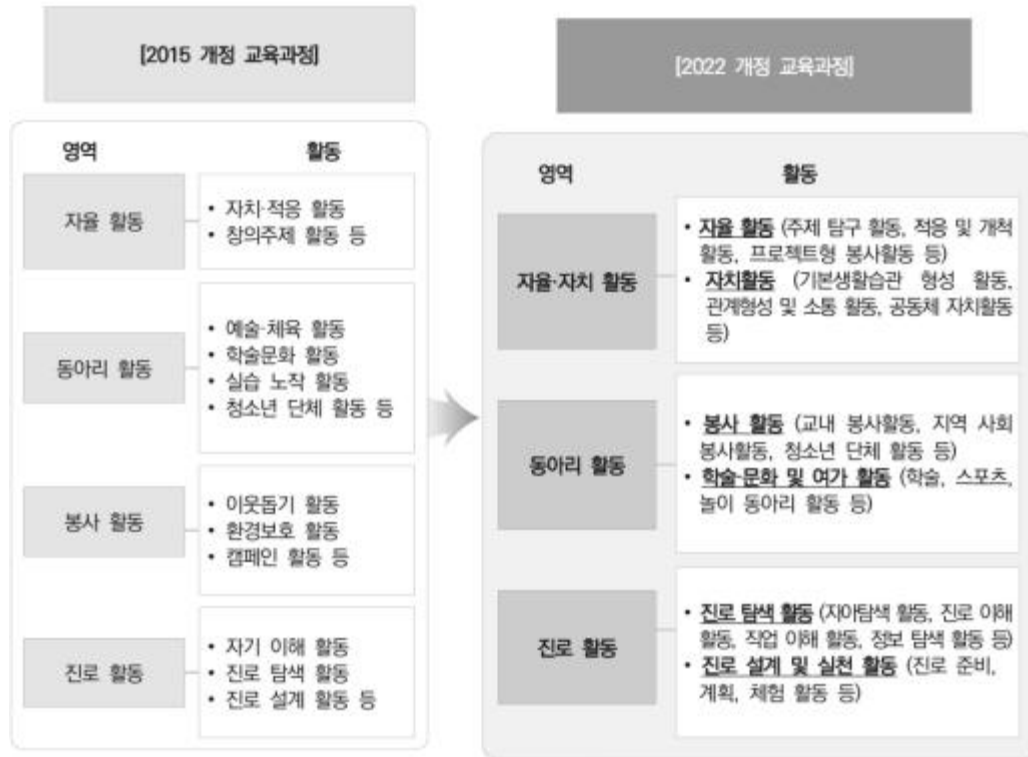 [2015 개정 교육과정]
영역
활동
자율 활동
• 자치·적응 활동
• 창의주제 활동 등
동아리 활동
• 예술·체육 활동
• 학술문화 활동
• 실습 노작 활동
• 청소년 단체 활동 등
봉사 활동
• 이웃돕기 활동
• 환경보호 활동
• 캠페인 활동 등
진로 활동
• 자기 이해 활동
• 진로 탐색 활동
• 진로 설계 활동 등
[2022 개정 교육과정]
영역
활동
자율·자치 활동
• 자율 활동 (주제 탐구 활동, 적응 및 개척
활동, 프로젝트형 봉사활동 등)
• 자치활동 (기본생활습관 형성 활동,
관계형성 및 소통 활동, 공동체 자치활동
등)
동아리 활동
• 봉사 활동 (교내 봉사활동, 지역 사회
봉사활동, 청소년 단체 활동 등)
• 학술·문화 및 여가 활동 (학술, 스포츠,
놀이 동아리 활동 등)
진로 활동
• 진로 탐색 활동 (자아탐색 활동, 진로 이해
활동, 직업 이해 활동, 정보 탐색 활동 등)
• 진로 설계 및 실천 활동 (진로 준비,
계획, 체험 활동 등)